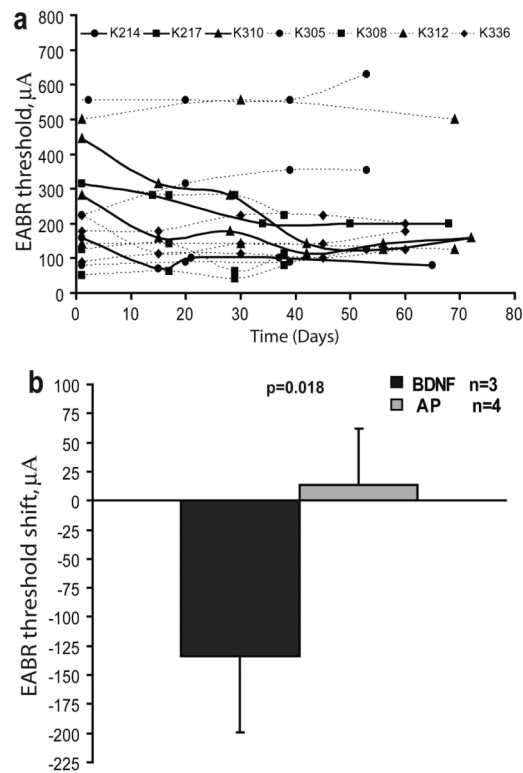 a
K214 K217 K310 K305 K308 K312 K336
EABR threshold, µA
800
700
600
500
400
300
200
100
0
0 10 20 30 40 50 60 70 80
Time (Days)
b
p=0.018
BDNF n=3
AP n=4
EABR threshold shift, µA
100
75
50
25
0
-25
-50
-75
-100
-125
-150
-175
-200
-225